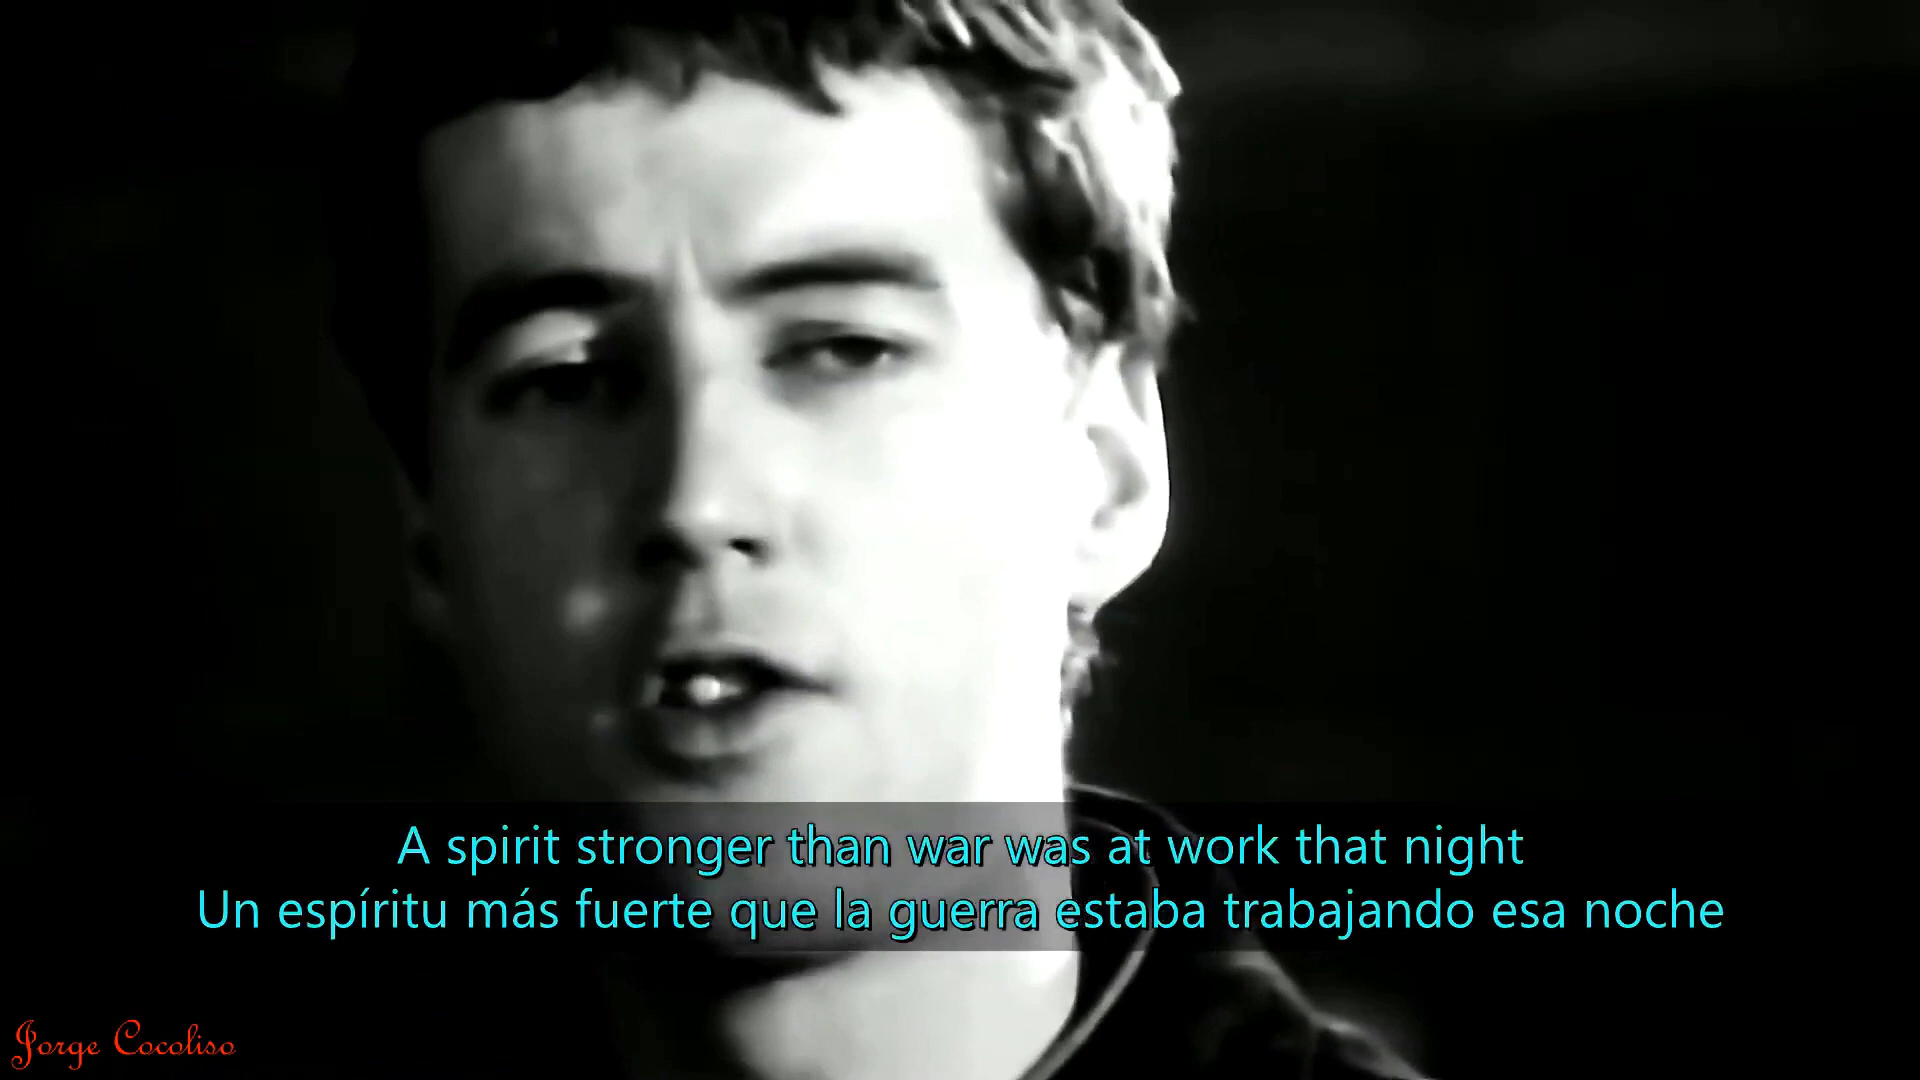 A spirit stronger than war was at work that night
Un espíritu más fuerte que la guerra estaba trabajando esa noche
Jorge Cocoliso